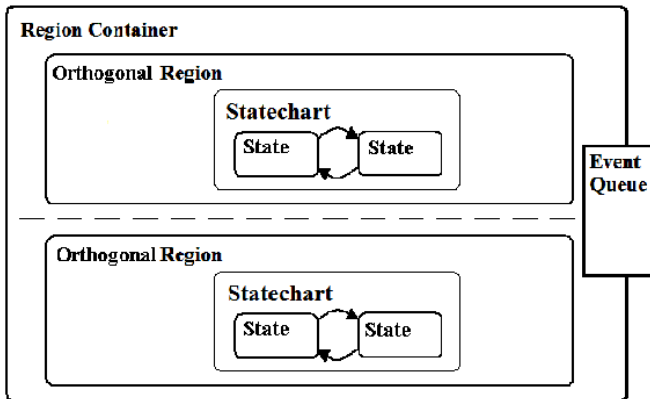 Region Container
Orthogonal Region
Statechart
State
State
Event
Queue
Orthogonal Region
Statechart
State
State